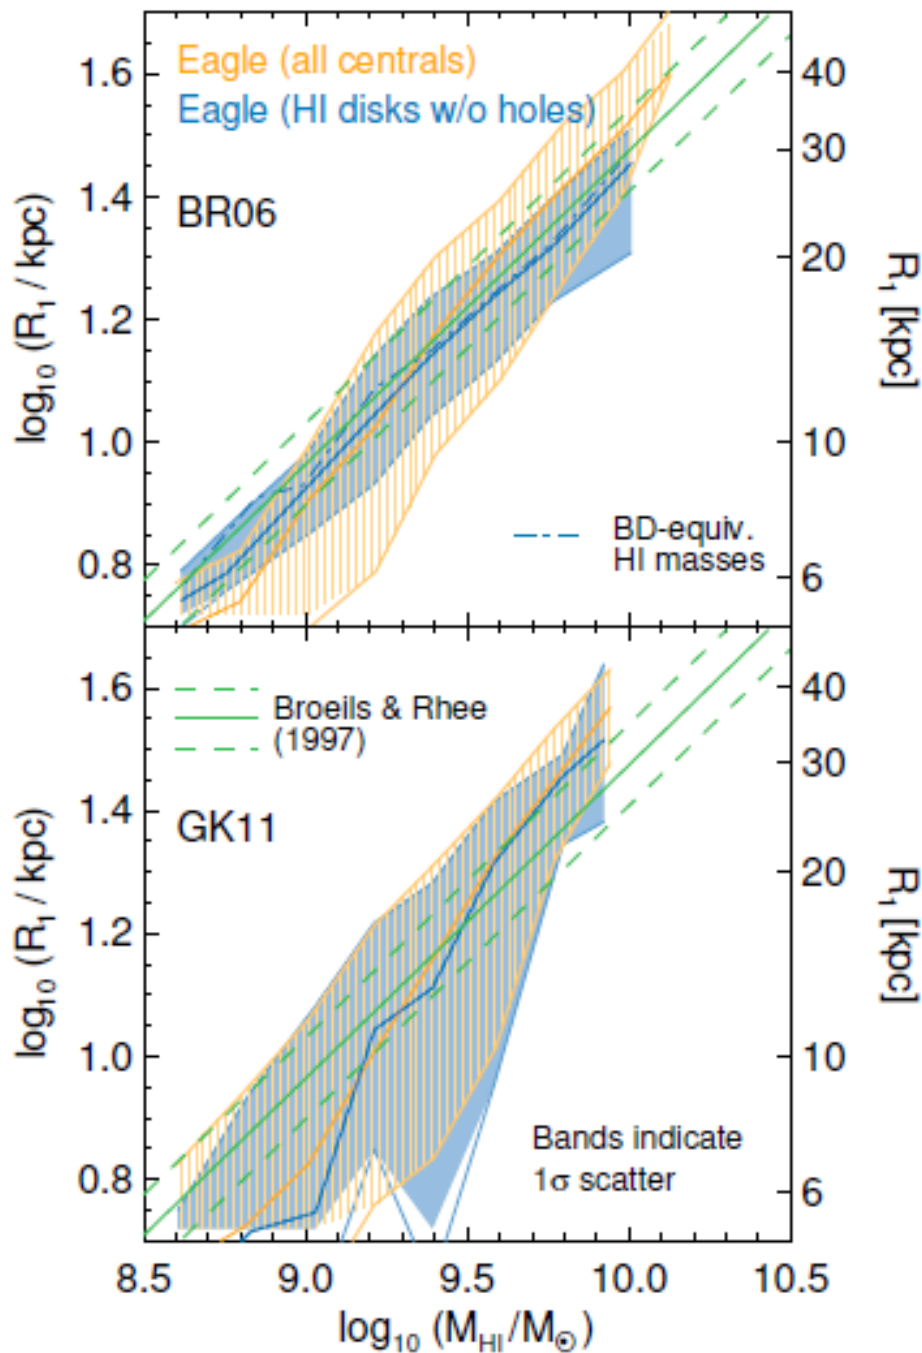 Eagle (all centrals)
Eagle (HI disks w/o holes)
BR06
BD-equiv.
HI masses
log₁₀ (R₁ / kpc)
1.6
1.4
1.2
1.0
0.8
40
30
20
10
6
R₁ [kpc]
Broeils & Rhee
(1997)
GK11
Bands indicate
1σ scatter
log₁₀ (R₁ / kpc)
1.6
1.4
1.2
1.0
0.8
40
30
20
10
6
R₁ [kpc]
8.5 9.0 9.5 10.0 10.5
log₁₀ (M_HI/M_⊙)